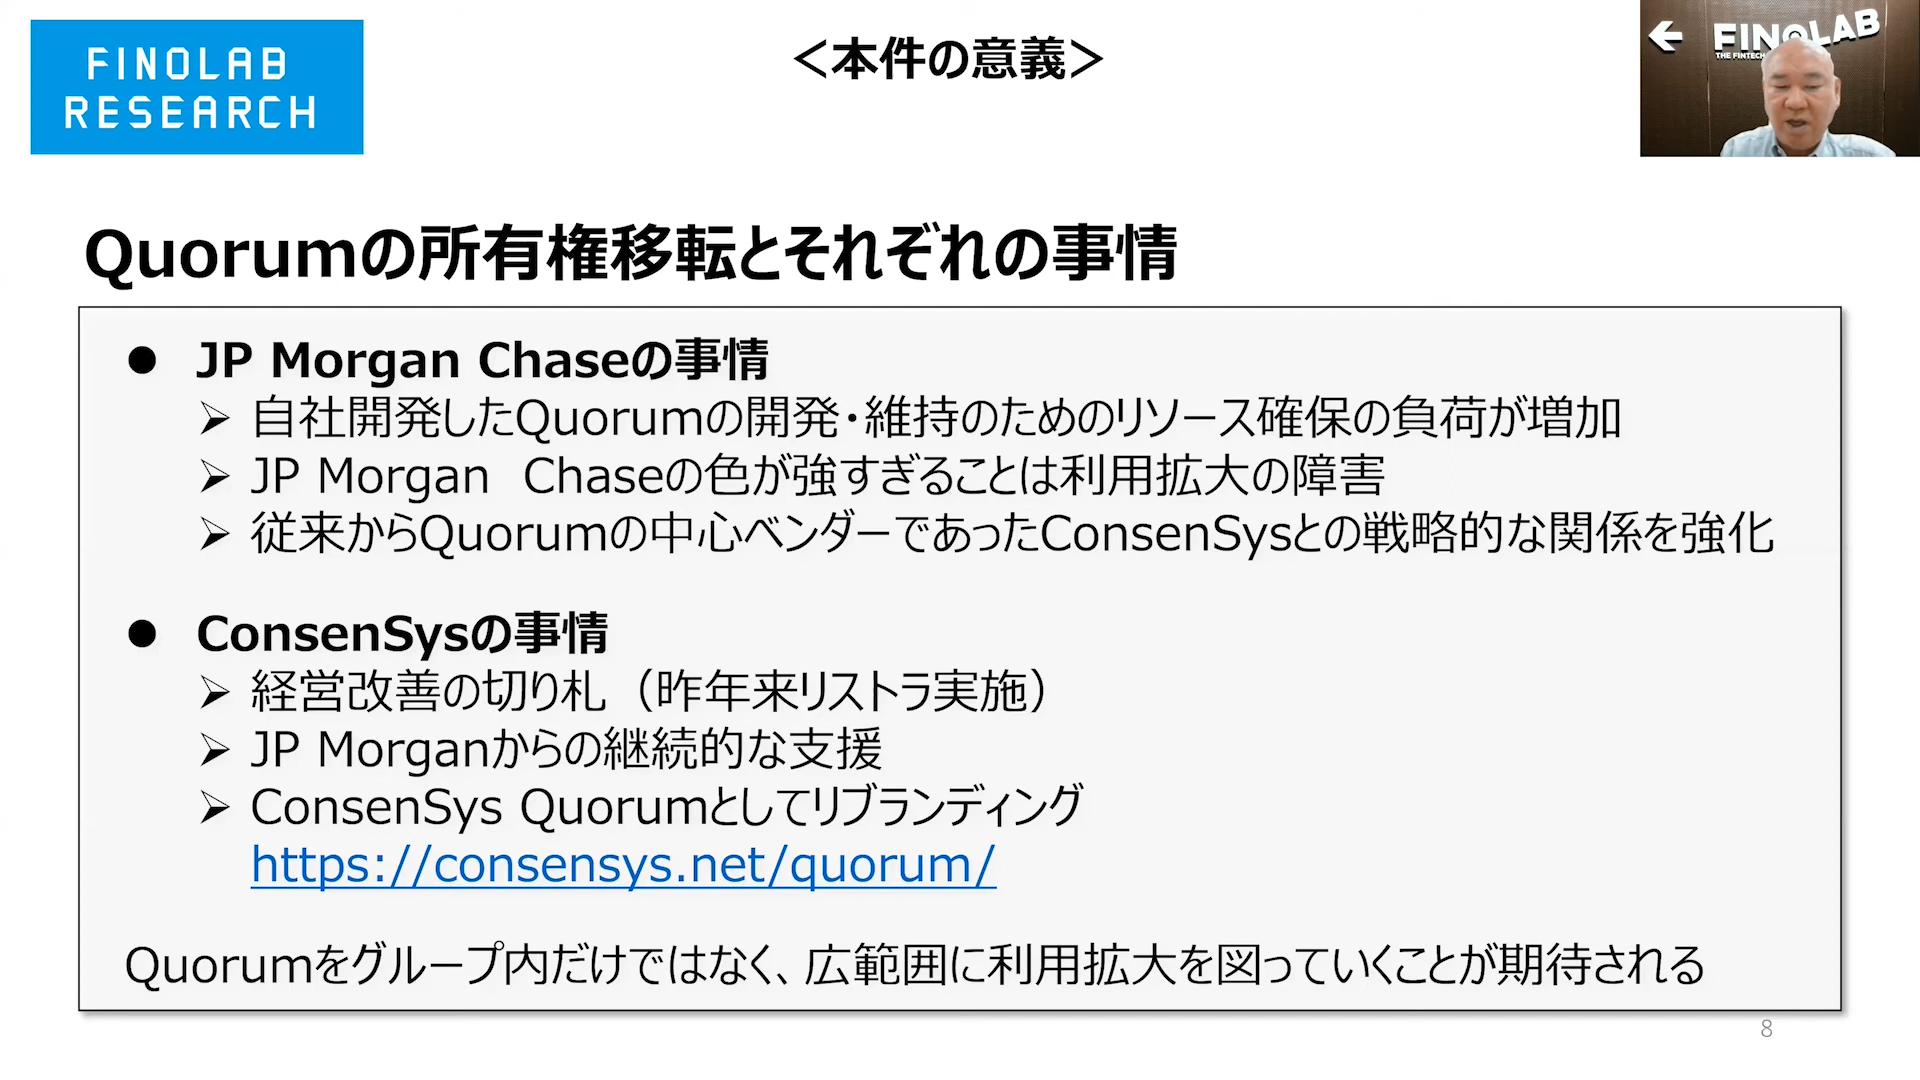 FINOLAB
RESEARCH
＜本件の意義＞
FINOLAB
THE FINTECH
Quorumの所有権移転とそれぞれの事情
● JP Morgan Chaseの事情
➢ 自社開発したQuorumの開発・維持のためのリソース確保の負荷が増加
➢ JP Morgan　Chaseの色が強すぎることは利用拡大の障害
➢ 従来からQuorumの中心ベンダーであったConsenSysとの戦略的な関係を強化
● ConsenSysの事情
➢ 経営改善の切り札（昨年来リストラ実施）
➢ JP Morganからの継続的な支援
➢ ConsenSys Quorumとしてリブランディング
https://consensys.net/quorum/
Quorumをグループ内だけではなく、広範囲に利用拡大を図っていくことが期待される
8